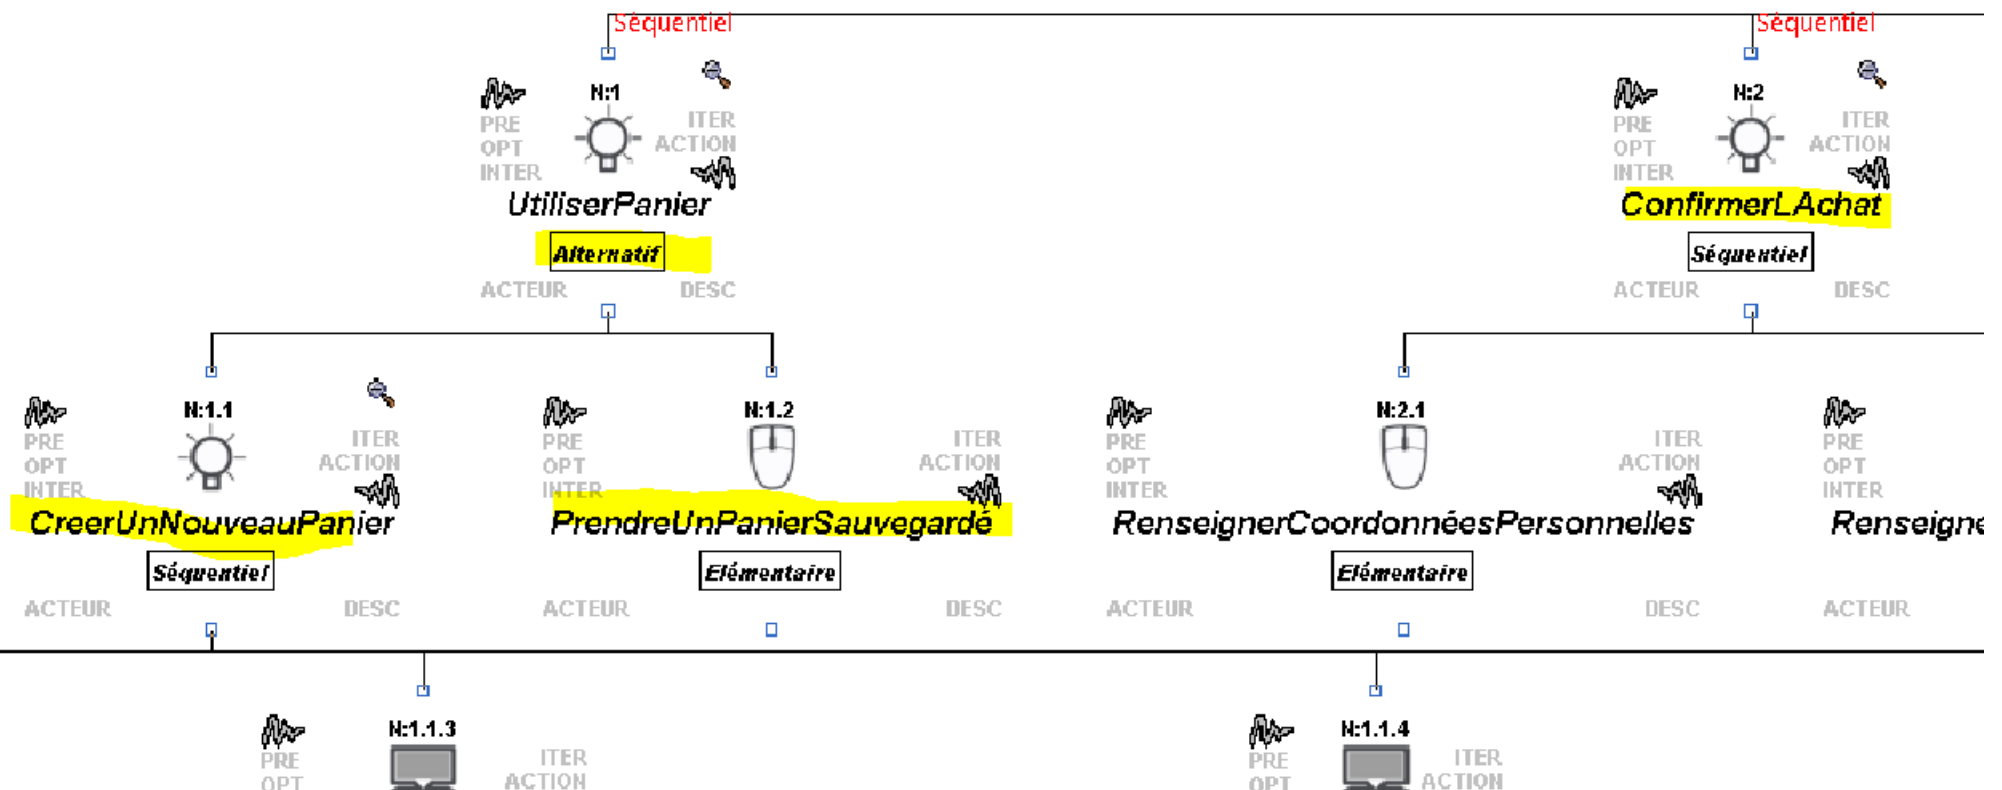 Séquentiel
Séquentiel
N:1
PRE
OPT
INTER
ITER
ACTION
UtiliserPanier
Alternatif
ACTEUR
DESC
N:2
PRE
OPT
INTER
ITER
ACTION
ConfirmerLAchat
Séquentiel
ACTEUR
DESC
N:1.1
PRE
OPT
INTER
ITER
ACTION
CreerUnNouveauPanier
Séquentiel
ACTEUR
DESC
N:1.2
PRE
OPT
INTER
ITER
ACTION
PrendreUnPanierSauvegardé
Elémentaire
ACTEUR
DESC
N:2.1
PRE
OPT
INTER
ITER
ACTION
RenseignerCoordonnéesPersonnelles
Elémentaire
ACTEUR
DESC
PRE
OPT
INTER
Renseigne
ACTEUR
N:1.1.3
PRE
OPT
ITER
ACTION
N:1.1.4
PRE
OPT
ITER
ACTION